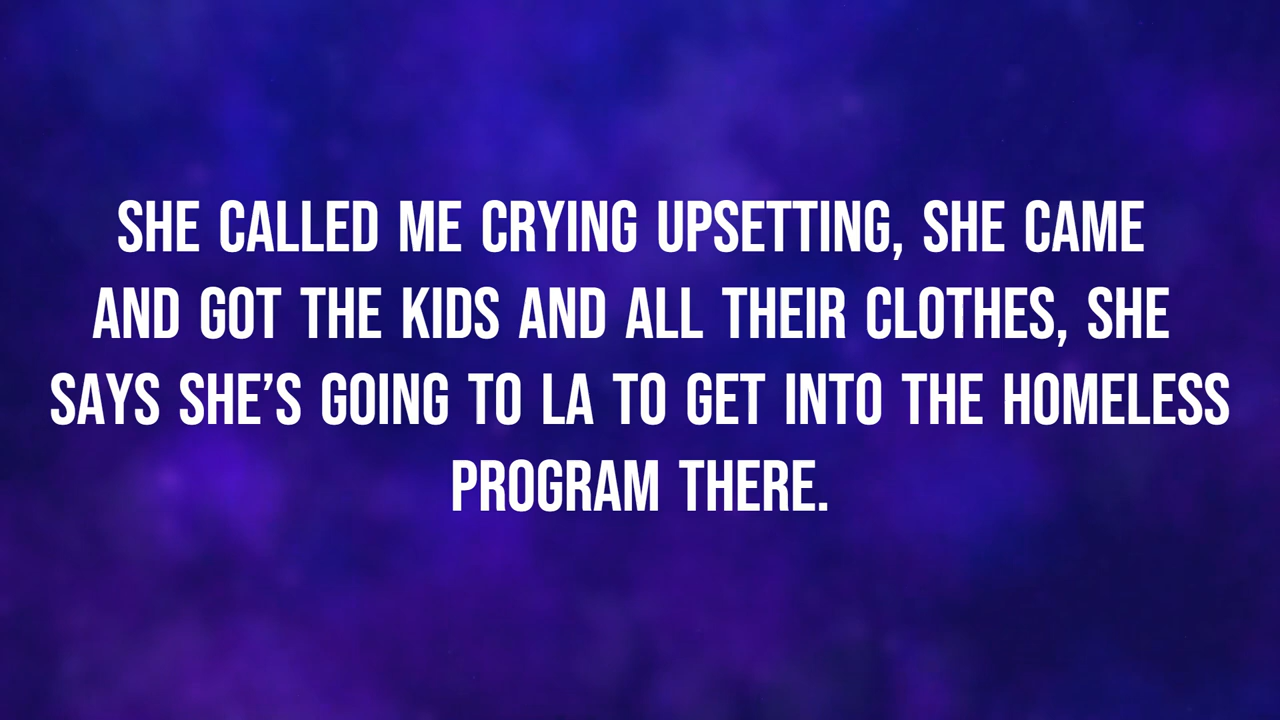 SHE CALLED ME CRYING UPSETTING, SHE CAME
AND GOT THE KIDS AND ALL THEIR CLOTHES, SHE
SAYS SHE’S GOING TO LA TO GET INTO THE HOMELESS
PROGRAM THERE.